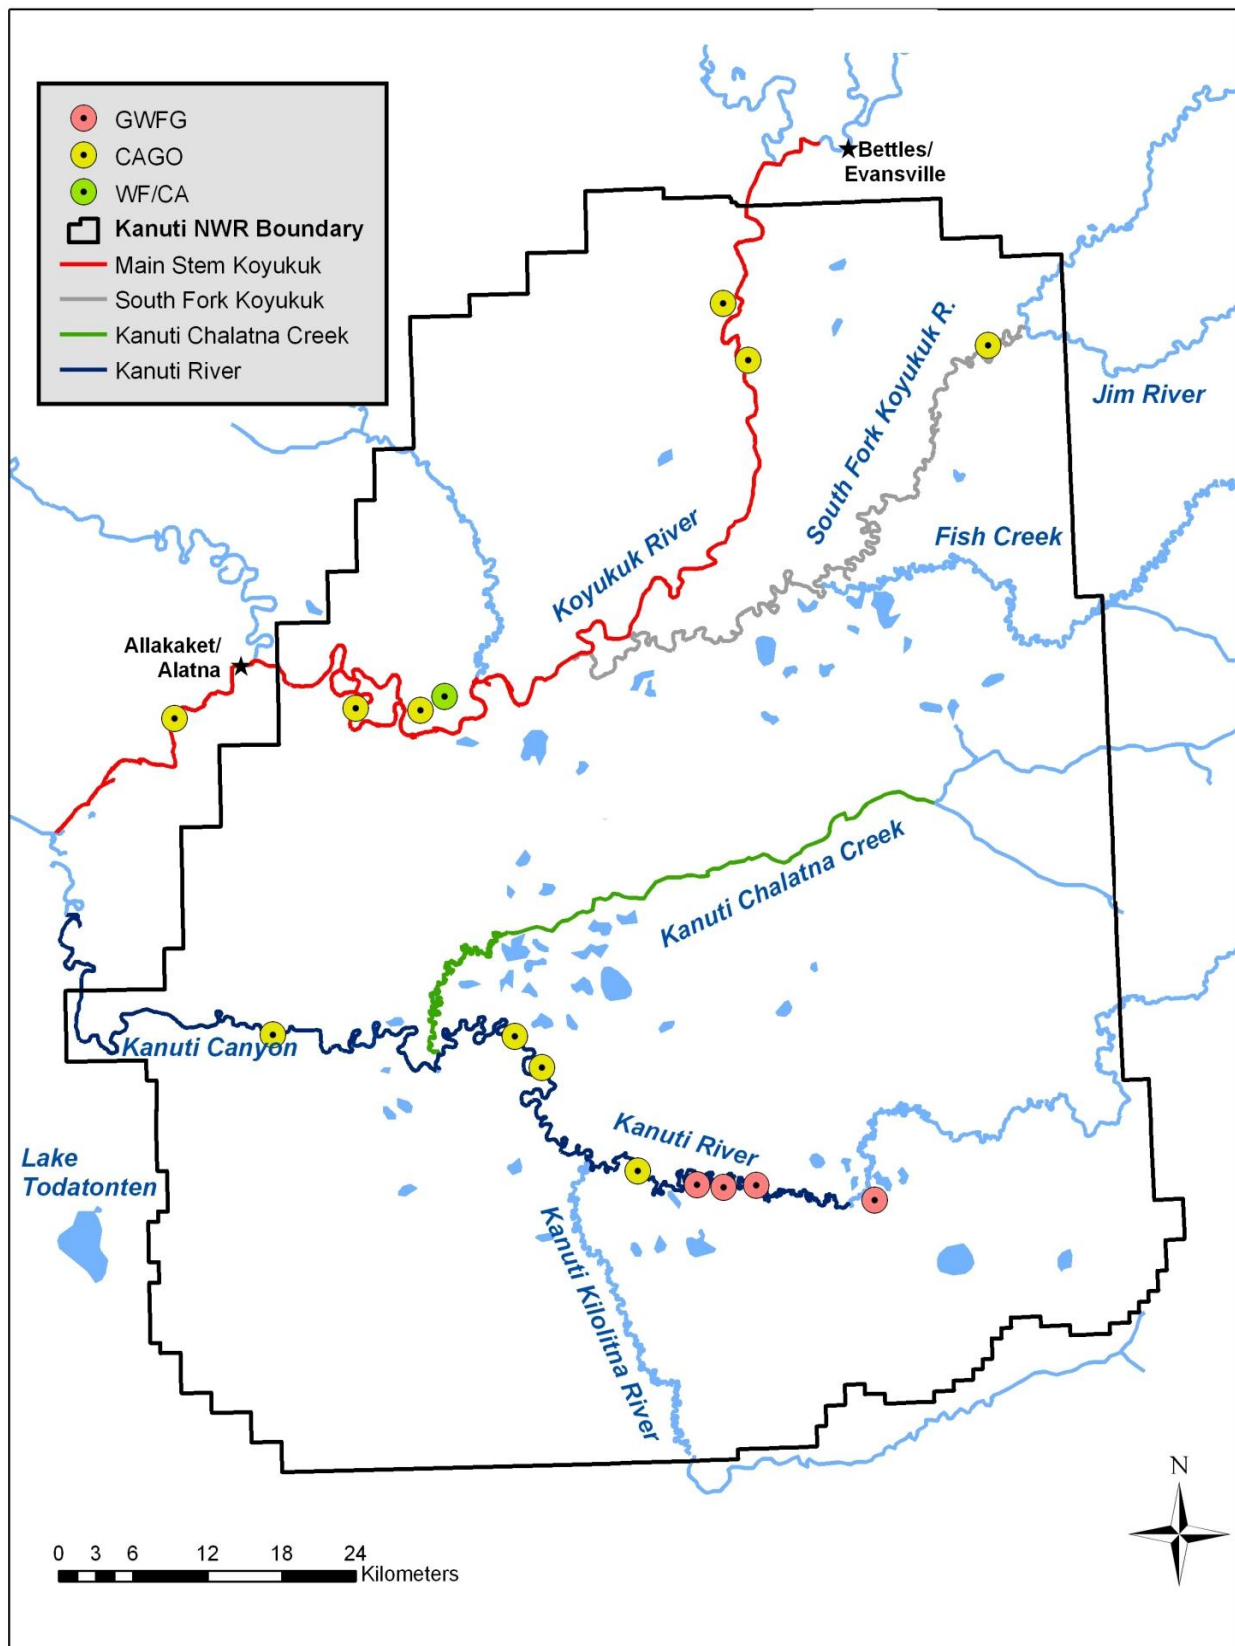 GWFG
CAGO
WF/CA
Kanuti NWR Boundary
Main Stem Koyukuk
South Fork Koyukuk
Kanuti Chalatna Creek
Kanuti River
Bettles/
Evansville
Jim River
South Fork Koyukuk R.
Fish Creek
Koyukuk River
Allakaket/
Alatna
Kanuti Chalatna Creek
Kanuti Canyon
Kanuti River
Lake
Todatonten
Kanuti Kilolitna River
N
0 3 6 12 18 24
Kilometers